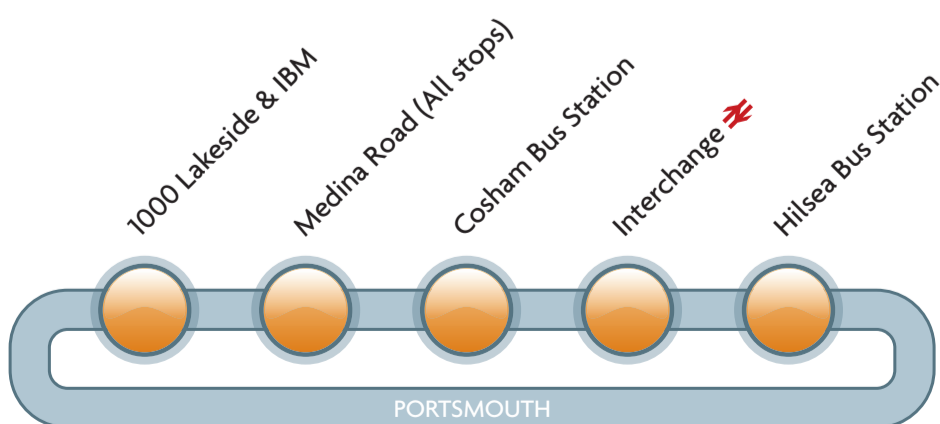 1000 Lakeside & IBM
Medina Road (All stops)
Cosham Bus Station
Interchange
Hilsea Bus Station
PORTSMOUTH